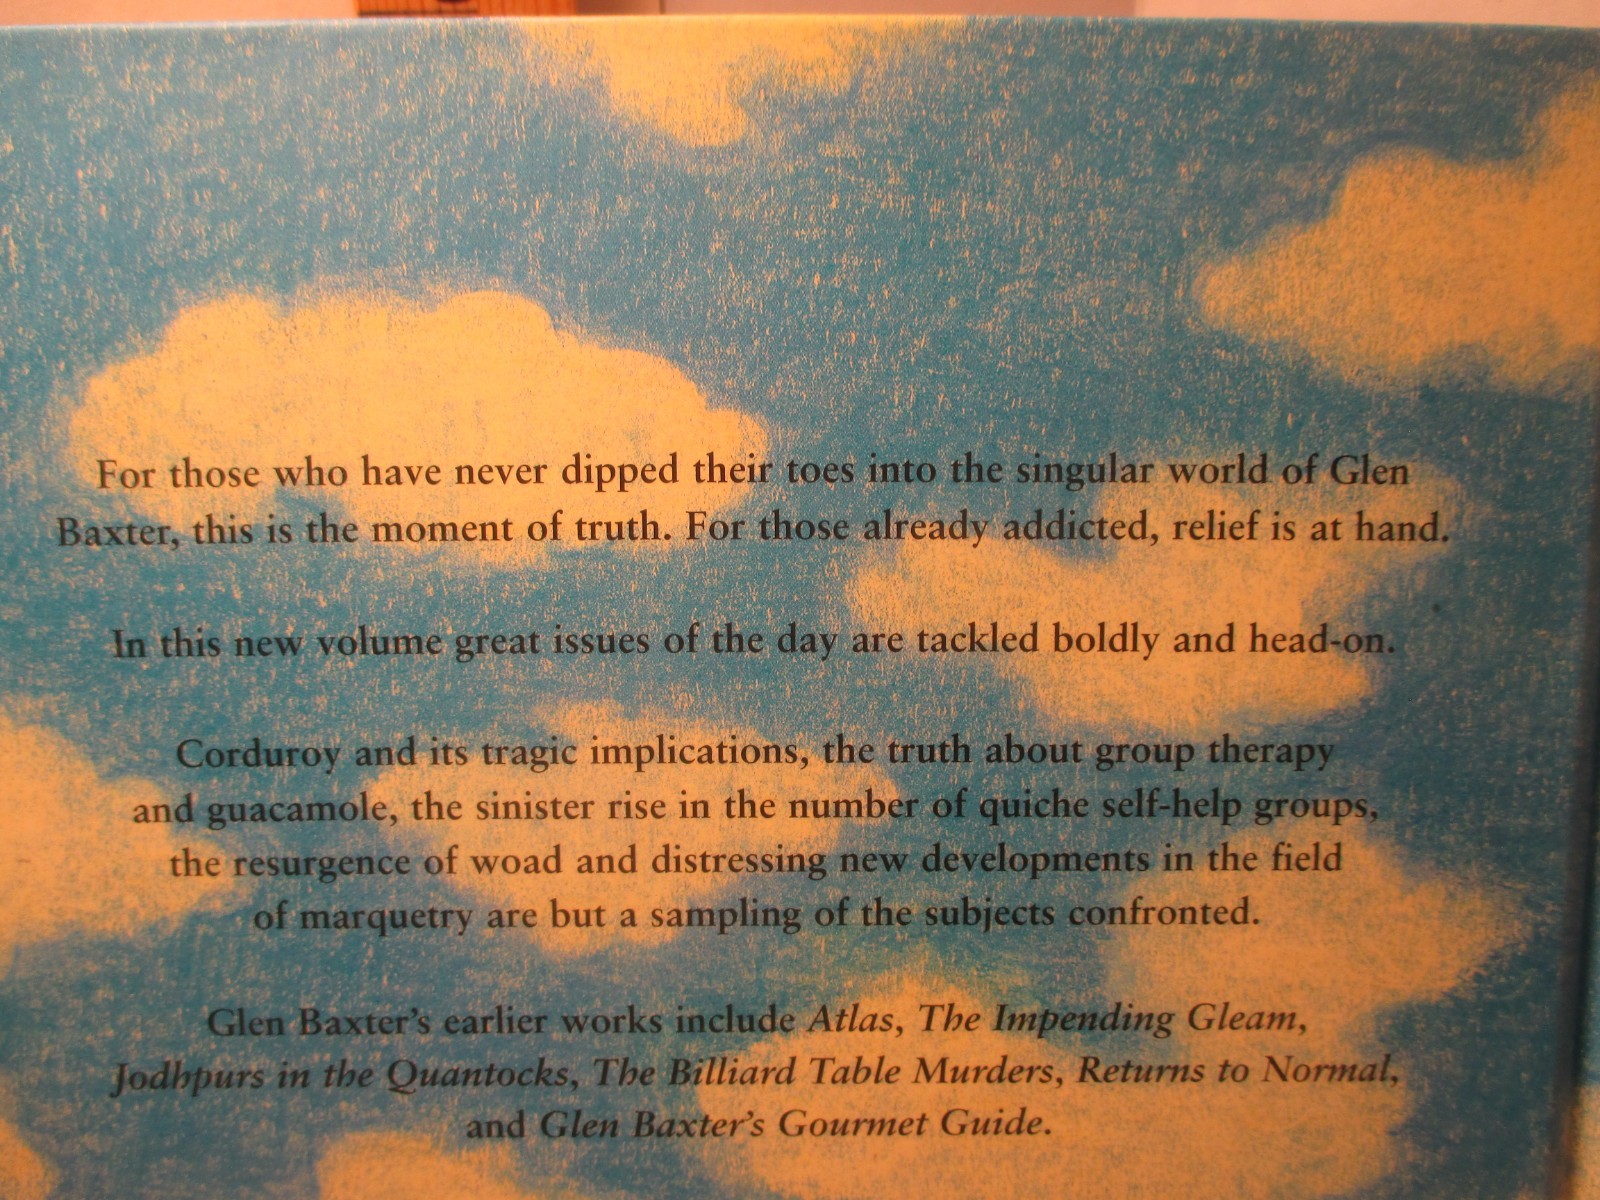 For those who have never dipped their toes into the singular world of Glen
Baxter, this is the moment of truth. For those already addicted, relief is at hand.
In this new volume great issues of the day are tackled boldly and head-on.
Corduroy and its tragic implications, the truth about group therapy
and guacamole, the sinister rise in the number of quiche self-help groups,
the resurgence of woad and distressing new developments in the field
of marquetry are but a sampling of the subjects confronted.
Glen Baxter's earlier works include Atlas, The Impending Gleam,
Jodhpurs in the Quantocks, The Billiard Table Murders, Returns to Normal,
and Glen Baxter's Gourmet Guide.